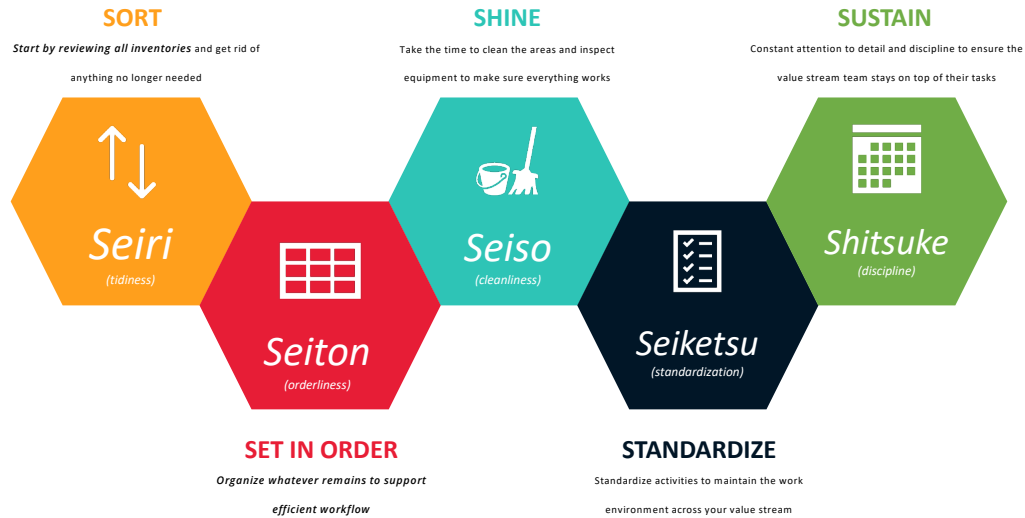 SORT
Start by reviewing all inventories and get rid of
anything no longer needed
Seiri
(tidiness)
Seiton
(orderliness)
SET IN ORDER
Organize whatever remains to support
efficient workflow
SHINE
Take the time to clean the areas and inspect
equipment to make sure everything works
Seiso
(cleanliness)
Seiketsu
(standardization)
STANDARDIZE
Standardize activities to maintain the work
environment across your value stream
SUSTAIN
Constant attention to detail and discipline to ensure the
value stream team stays on top of their tasks
Shitsuke
(discipline)